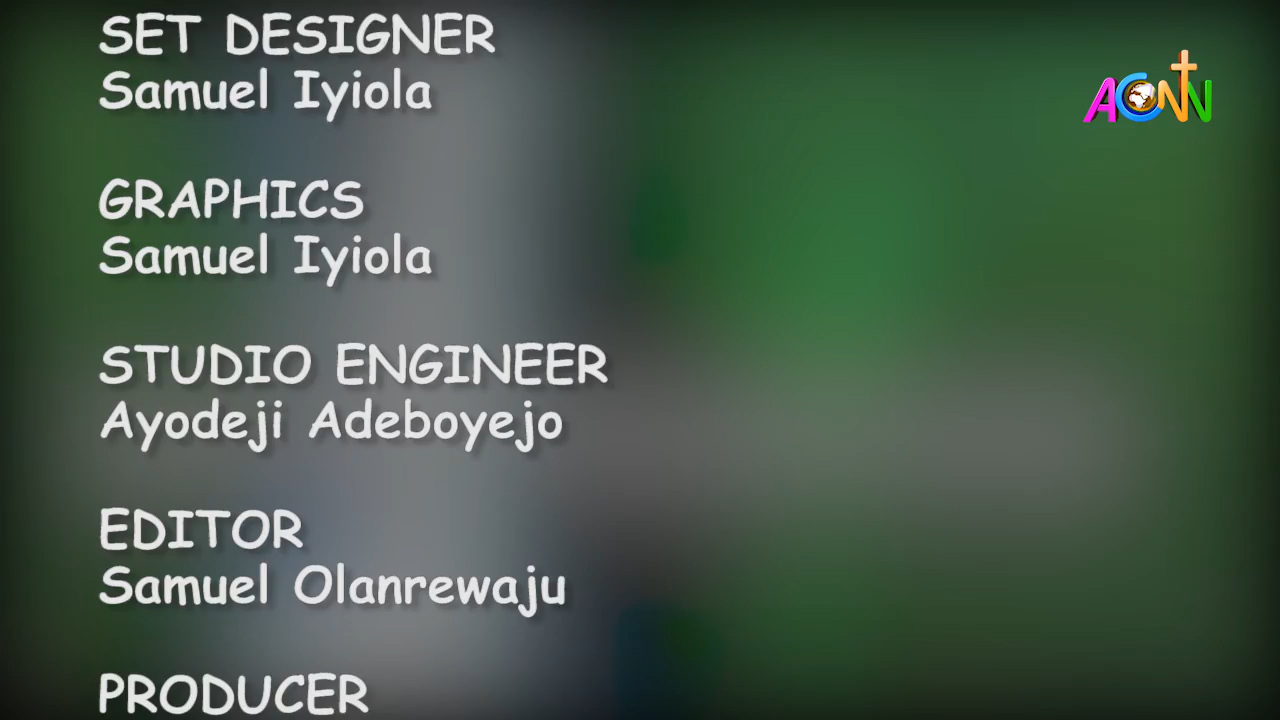 SET DESIGNER
Samuel Iyiola
ACNN
GRAPHICS
Samuel Iyiola
STUDIO ENGINEER
Ayodeji Adeboyejo
EDITOR
Samuel Olanrewaju
PRODUCER